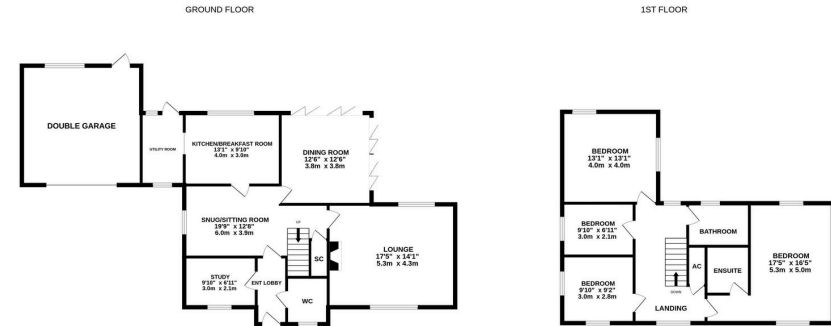 GROUND FLOOR
DOUBLE GARAGE
UTILITY ROOM
KITCHEN/BREAKFAST ROOM
13'1" x 9'10"
4.0m x 3.0m
DINING ROOM
12'6" x 12'6"
3.8m x 3.8m
SNUG/SITTING ROOM
19'9" x 12'8"
6.0m x 3.9m
UP
SC
LOUNGE
17'5" x 14'1"
5.3m x 4.3m
STUDY
9'10" x 6'11"
3.0m x 2.1m
ENT LOBBY
WC
1ST FLOOR
BEDROOM
13'1" x 13'1"
4.0m x 4.0m
BEDROOM
9'10" x 6'11"
3.0m x 2.1m
BATHROOM
BEDROOM
17'5" x 16'5"
5.3m x 5.0m
AC
ENSUITE
BEDROOM
9'10" x 9'2"
3.0m x 2.8m
DOWN
LANDING